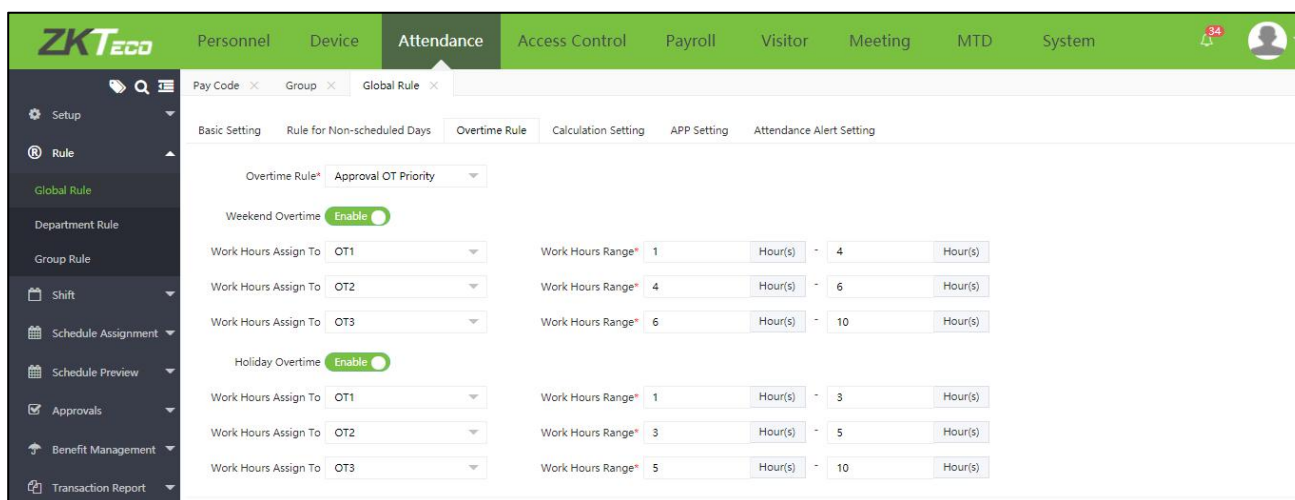 ZKTeco Personnel Device Attendance Access Control Payroll Visitor Meeting MTD System 34
Pay Code Group Global Rule
Setup
Basic Setting Rule for Non-scheduled Days Overtime Rule Calculation Setting APP Setting Attendance Alert Setting
Rule
Overtime Rule* Approval OT Priority
Global Rule
Weekend Overtime Enable
Department Rule
Work Hours Assign To OT1 Work Hours Range* 1 Hour(s) - 4 Hour(s)
Group Rule
Work Hours Assign To OT2 Work Hours Range* 4 Hour(s) - 6 Hour(s)
Shift
Work Hours Assign To OT3 Work Hours Range* 6 Hour(s) - 10 Hour(s)
Schedule Assignment
Holiday Overtime Enable
Schedule Preview
Work Hours Assign To OT1 Work Hours Range* 1 Hour(s) - 3 Hour(s)
Approvals
Work Hours Assign To OT2 Work Hours Range* 3 Hour(s) - 5 Hour(s)
Benefit Management
Work Hours Assign To OT3 Work Hours Range* 5 Hour(s) - 10 Hour(s)
Transaction Report